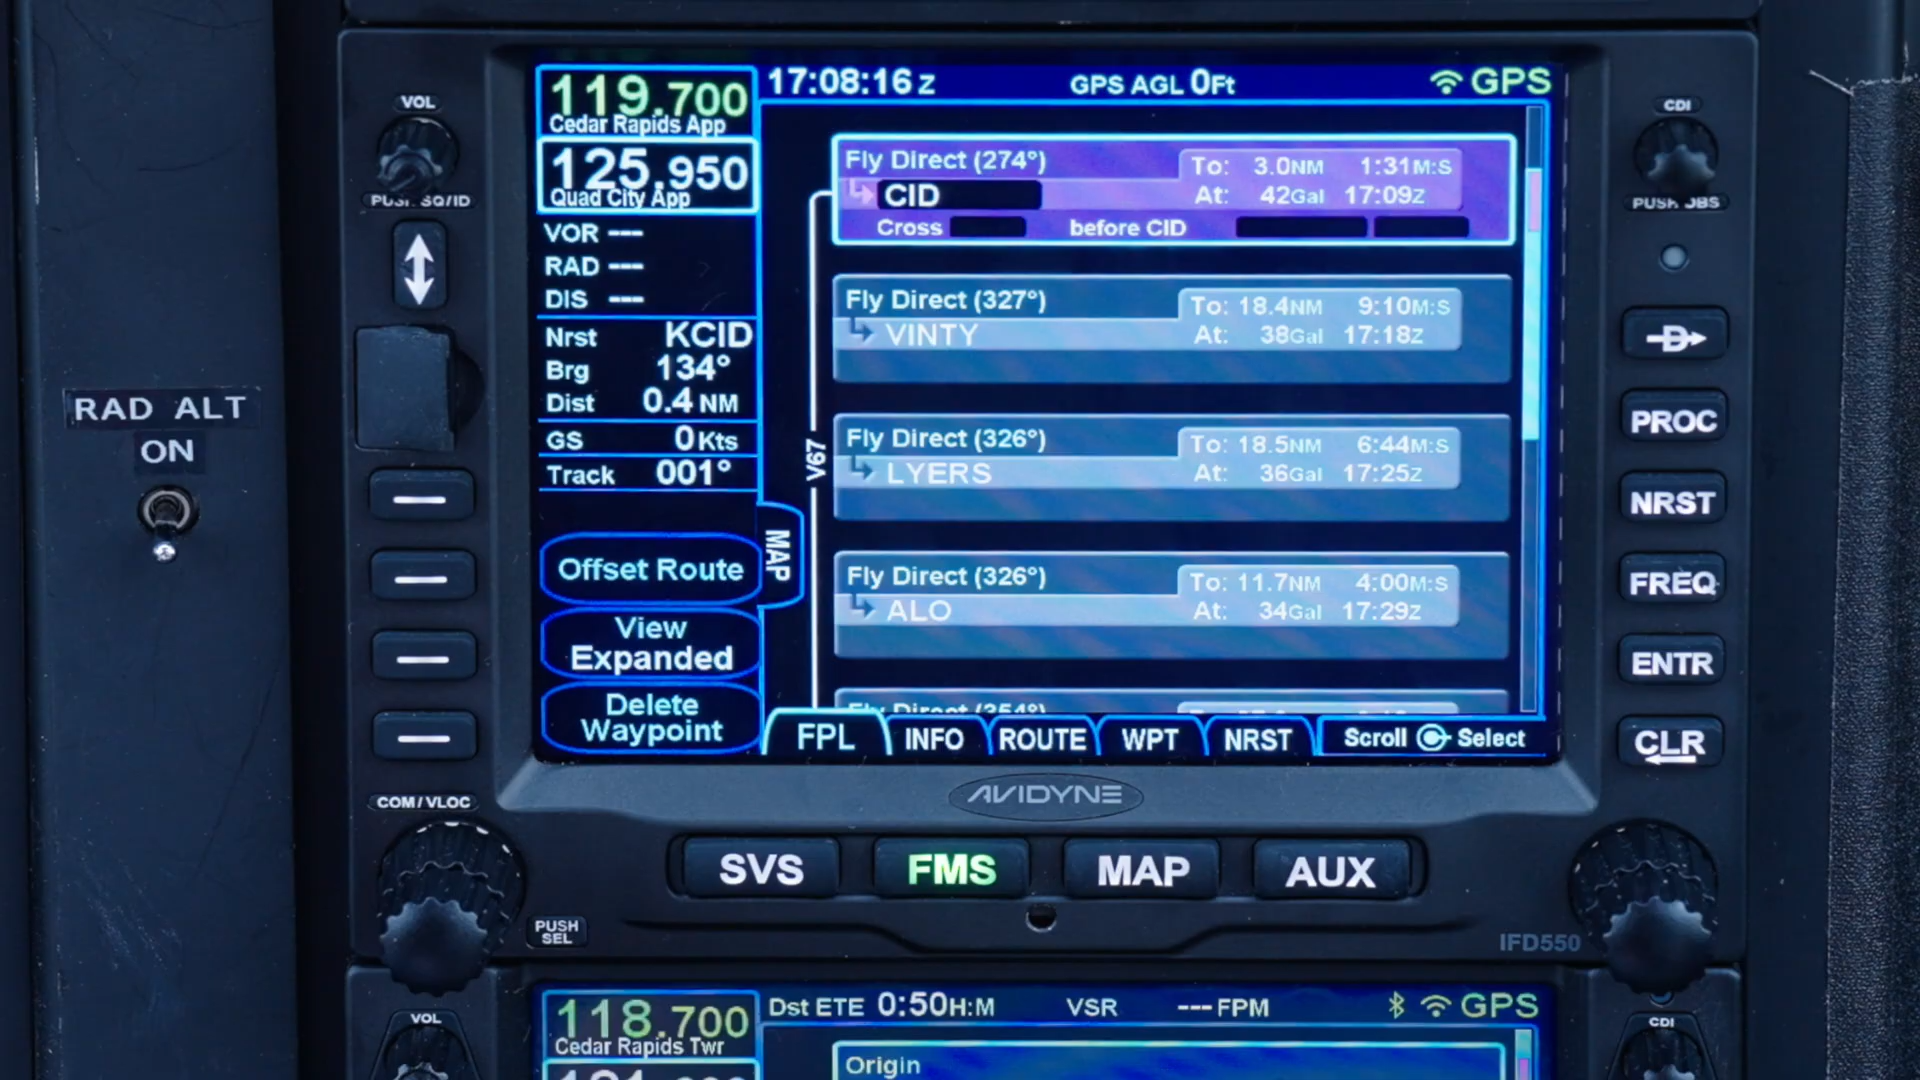 VOL
PUSH SQ/ID
RAD ALT
ON
COM/VLOC
PUSH
SEL
119.700
Cedar Rapids App
125.950
Quad City App
VOR ---
RAD ---
DIS ---
Nrst KCID
Brg 134°
Dist 0.4 NM
GS 0Kts
Track 001°
Offset Route
View
Expanded
Delete
Waypoint
MAP
17:08:16 Z GPS AGL 0Ft GPS
V67
Fly Direct (274°) To: 3.0NM 1:31M:S
CID At: 42Gal 17:09Z
Cross before CID
Fly Direct (327°) To: 18.4NM 9:10M:S
VINTY At: 38Gal 17:18Z
Fly Direct (326°) To: 18.5NM 6:44M:S
LYERS At: 36Gal 17:25Z
Fly Direct (326°) To: 11.7NM 4:00M:S
ALO At: 34Gal 17:29Z
Fly Direct (354°)
FPL INFO ROUTE WPT NRST Scroll Select
CDI
PUSH OBS
D
PROC
NRST
FREQ
ENTR
CLR
AVIDYNE
SVS FMS MAP AUX
IFD550
VOL
118.700
Cedar Rapids Twr
Dst ETE 0:50H:M VSR ---FPM GPS
Origin
CDI